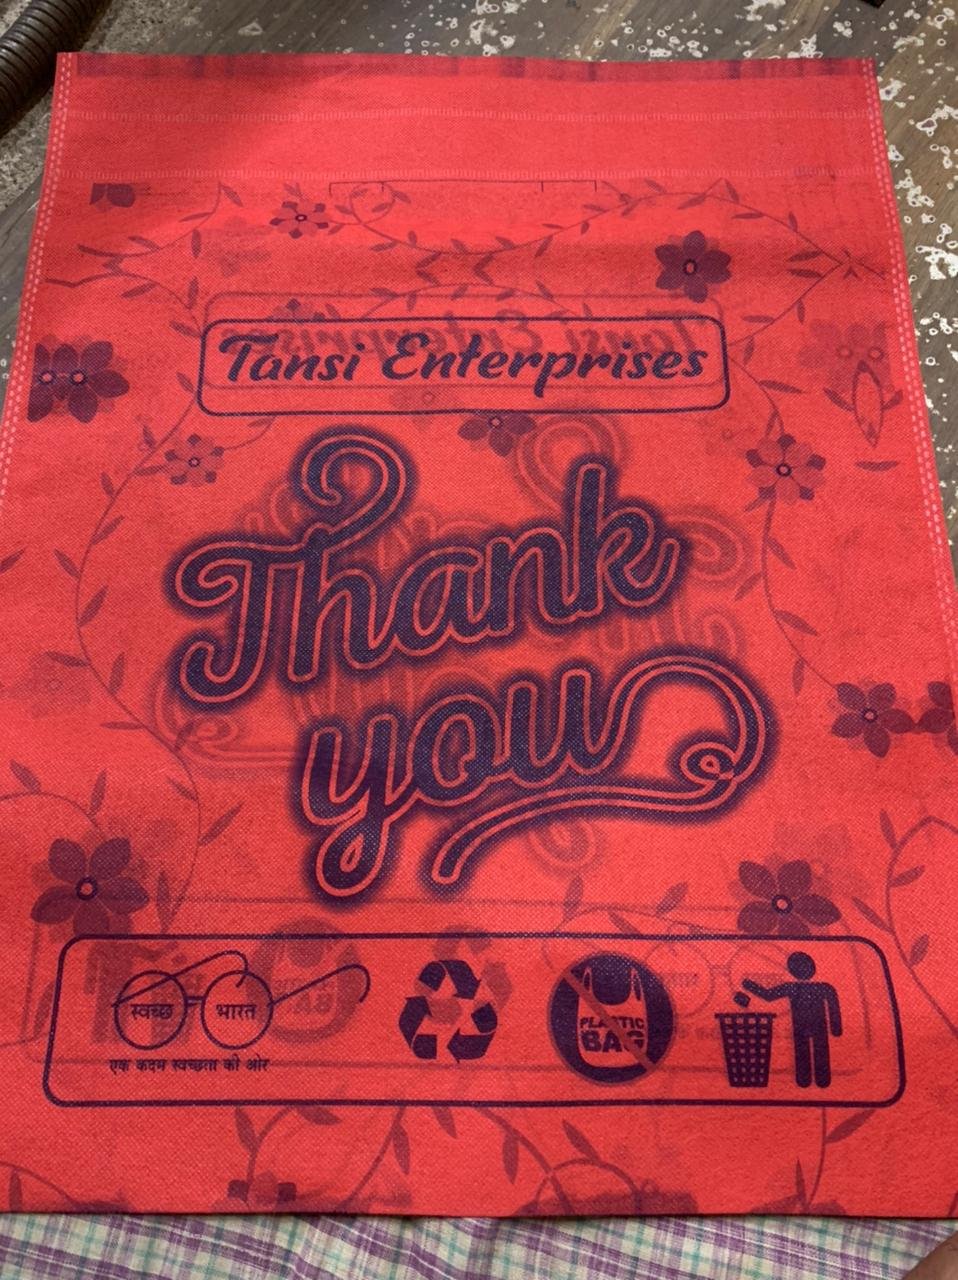 Tansi Enterprises
Thank
you
स्वच्छ भारत
एक कदम स्वच्छता की ओर
PLASTIC
BAG